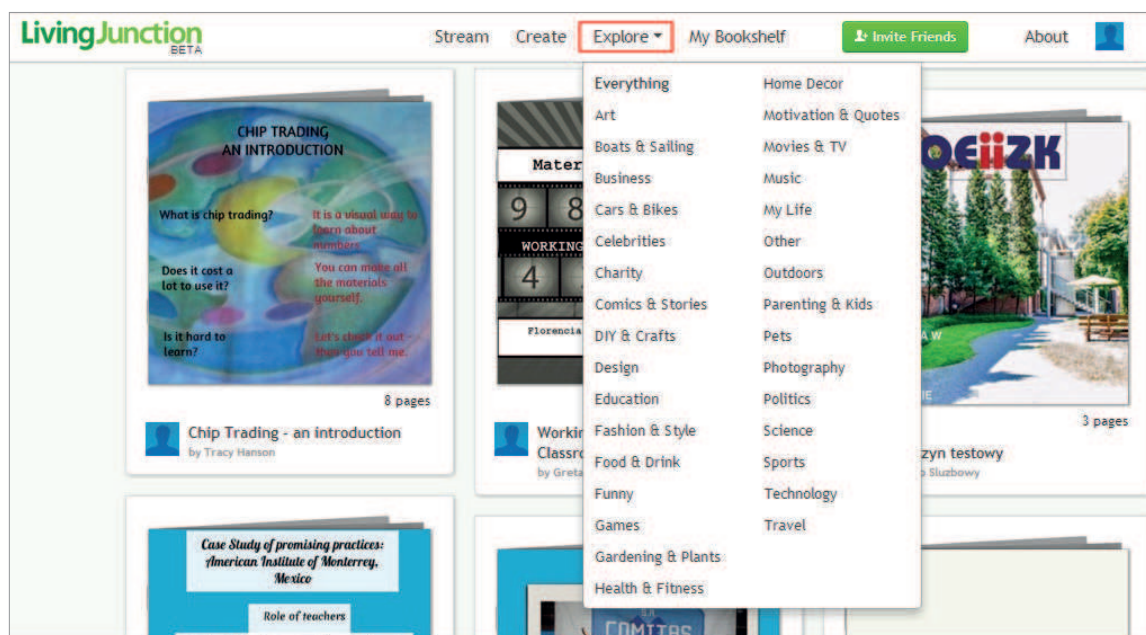 LivingJunction
BETA
Stream Create Explore My Bookshelf Invite Friends About
Everything
Art
Boats & Sailing
Business
Cars & Bikes
Celebrities
Charity
Comics & Stories
DIY & Crafts
Design
Education
Fashion & Style
Food & Drink
Funny
Games
Gardening & Plants
Health & Fitness
Home Decor
Motivation & Quotes
Movies & TV
Music
My Life
Other
Outdoors
Parenting & Kids
Pets
Photography
Politics
Science
Sports
Technology
Travel
CHIP TRADING
AN INTRODUCTION
What is chip trading?
It is a visual way to
learn about
numbers
Does it cost a
lot to use it?
You can make all
the materials
yourself.
Is it hard to
learn?
Let's check it out -
then you tell me.
8 pages
Chip Trading - an introduction
by Tracy Hanson
Mater
9 8
WORKING
4
Florencia
Workin
Classro
by Greta
OEiiZK
AW
IE
3 pages
zyn testowy
o Sluzbowy
Case Study of promising practices:
American Institute of Monterrey,
Mexico
Role of teachers
COMITAS